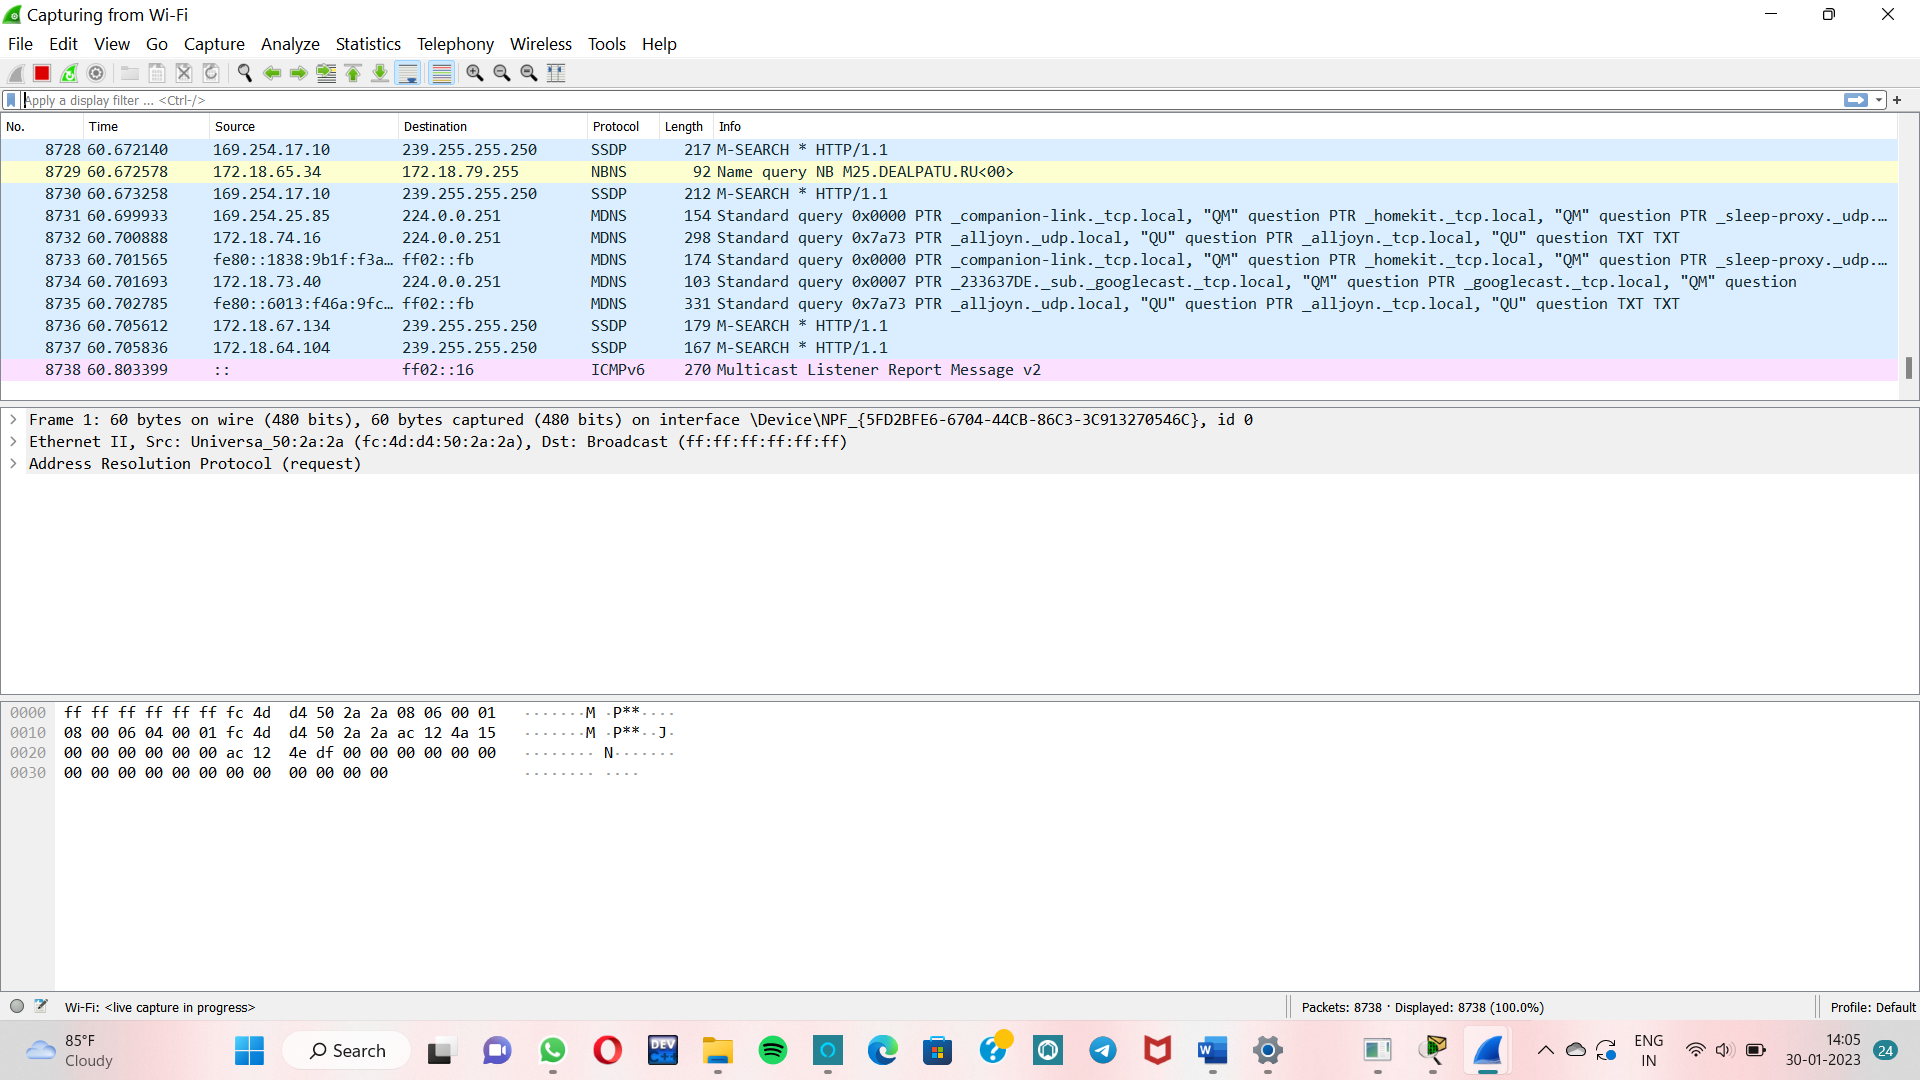 Capturing from Wi-Fi
File Edit View Go Capture Analyze Statistics Telephony Wireless Tools Help
Apply a display filter ... <Ctrl-/>
No. Time Source Destination Protocol Length Info
8728 60.672140 169.254.17.10 239.255.255.250 SSDP 217 M-SEARCH * HTTP/1.1
8729 60.672578 172.18.65.34 172.18.79.255 NBNS 92 Name query NB M25.DEALPATU.RU<00>
8730 60.673258 169.254.17.10 239.255.255.250 SSDP 212 M-SEARCH * HTTP/1.1
8731 60.699933 169.254.25.85 224.0.0.251 MDNS 154 Standard query 0x0000 PTR _companion-link._tcp.local, "QM" question PTR _homekit._tcp.local, "QM" question PTR _sleep-proxy._udp.…
8732 60.700888 172.18.74.16 224.0.0.251 MDNS 298 Standard query 0x7a73 PTR _alljoyn._udp.local, "QU" question PTR _alljoyn._tcp.local, "QU" question TXT TXT
8733 60.701565 fe80::1838:9b1f:f3a… ff02::fb MDNS 174 Standard query 0x0000 PTR _companion-link._tcp.local, "QM" question PTR _homekit._tcp.local, "QM" question PTR _sleep-proxy._udp.…
8734 60.701693 172.18.73.40 224.0.0.251 MDNS 103 Standard query 0x0007 PTR _233637DE._sub._googlecast._tcp.local, "QM" question PTR _googlecast._tcp.local, "QM" question
8735 60.702785 fe80::6013:f46a:9fc… ff02::fb MDNS 331 Standard query 0x7a73 PTR _alljoyn._udp.local, "QU" question PTR _alljoyn._tcp.local, "QU" question TXT TXT
8736 60.705612 172.18.67.134 239.255.255.250 SSDP 179 M-SEARCH * HTTP/1.1
8737 60.705836 172.18.64.104 239.255.255.250 SSDP 167 M-SEARCH * HTTP/1.1
8738 60.803399 :: ff02::16 ICMPv6 270 Multicast Listener Report Message v2
Frame 1: 60 bytes on wire (480 bits), 60 bytes captured (480 bits) on interface \Device\NPF_{5FD2BFE6-6704-44CB-86C3-3C913270546C}, id 0
Ethernet II, Src: Universa_50:2a:2a (fc:4d:d4:50:2a:2a), Dst: Broadcast (ff:ff:ff:ff:ff:ff)
Address Resolution Protocol (request)
0000 ff ff ff ff ff ff fc 4d d4 50 2a 2a 08 06 00 01 ·······M ·P**····
0010 08 00 06 04 00 01 fc 4d d4 50 2a 2a ac 12 4a 15 ·······M ·P**··J·
0020 00 00 00 00 00 00 ac 12 4e df 00 00 00 00 00 00 ········ N·······
0030 00 00 00 00 00 00 00 00 00 00 00 00 ········ ····
Wi-Fi: <live capture in progress> Packets: 8738 · Displayed: 8738 (100.0%) Profile: Default
85°F
Cloudy
Search
DEV
C++
W
ENG
IN
14:05
30-01-2023
24